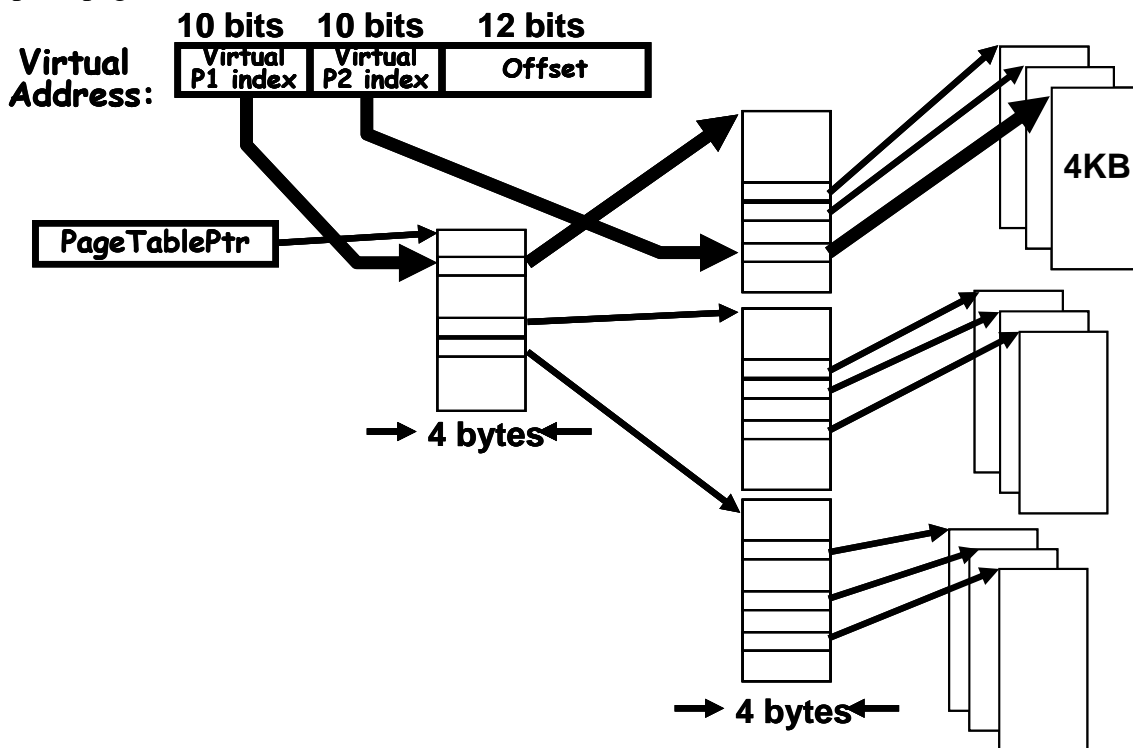 10 bits 10 bits 12 bits
Virtual Address:
Virtual P1 index
Virtual P2 index
Offset
4KB
PageTablePtr
4 bytes
4 bytes